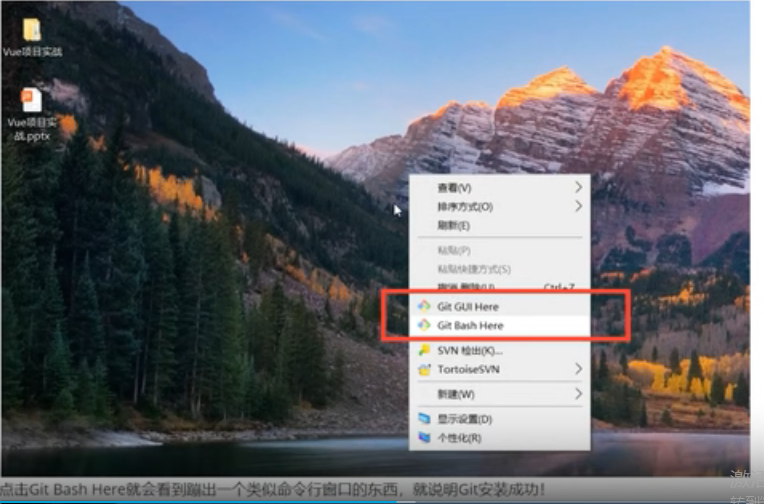 Vue项目实战
Vue项目实
战.pptx
查看(V)
排序方式(O)
刷新(E)
粘贴(P)
粘贴快捷方式(S)
撤消 删除(U) Ctrl+Z
Git GUI Here
Git Bash Here
SVN 检出(K)...
TortoiseSVN
新建(W)
显示设置(D)
个性化(R)
点击Git Bash Here就会看到蹦出一个类似命令行窗口的东西，就说明Git安装成功！
激活
转到